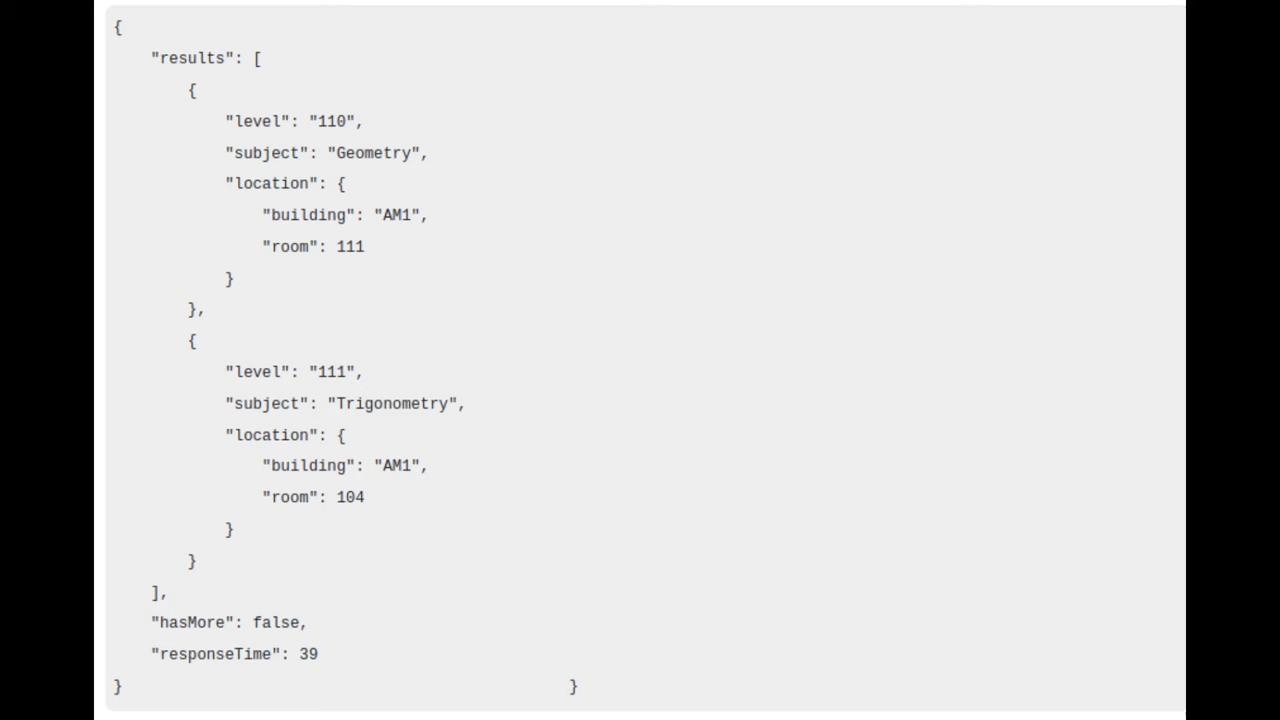 {
    "results": [
        {
            "level": "110",
            "subject": "Geometry",
            "location": {
                "building": "AM1",
                "room": 111
            }
        },
        {
            "level": "111",
            "subject": "Trigonometry",
            "location": {
                "building": "AM1",
                "room": 104
            }
        }
    ],
    "hasMore": false,
    "responseTime": 39
}                                                 }